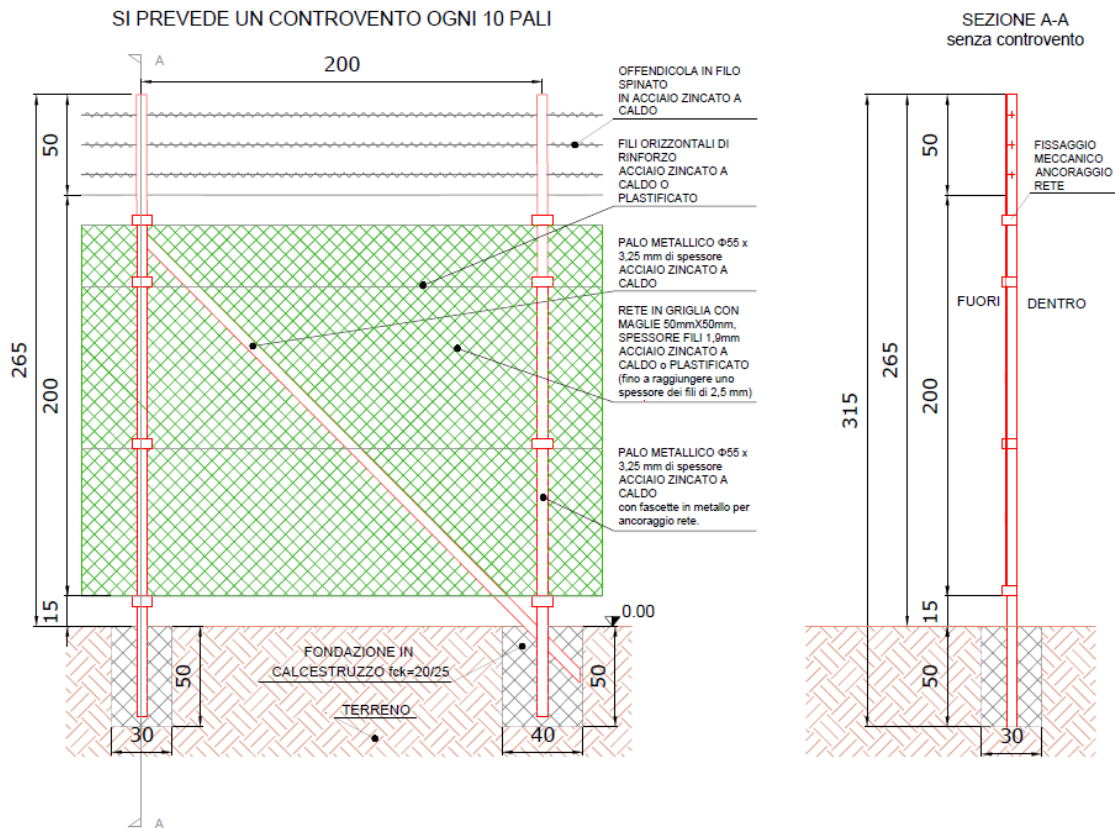 SI PREVEDE UN CONTROVENTO OGNI 10 PALI
SEZIONE A-A
senza controvento
A
200
50
265
200
15
OFFENDICOLA IN FILO
SPINATO
IN ACCIAIO ZINCATO A
CALDO
FILI ORIZZONTALI DI
RINFORZO
ACCIAIO ZINCATO A
CALDO O
PLASTIFICATO
PALO METALLICO Φ55 x
3,25 mm di spessore
ACCIAIO ZINCATO A
CALDO
RETE IN GRIGLIA CON
MAGLIE 50mmX50mm,
SPESSORE FILI 1,9mm
ACCIAIO ZINCATO A
CALDO o PLASTIFICATO
(fino a raggiungere uno
spessore dei fili di 2,5 mm)
PALO METALLICO Φ55 x
3,25 mm di spessore
ACCIAIO ZINCATO A
CALDO
con fascette in metallo per
ancoraggio rete.
0.00
FONDAZIONE IN
CALCESTRUZZO fck=20/25
TERRENO
50
50
30
40
A
50
FISSAGGIO
MECCANICO
ANCORAGGIO
RETE
FUORI
DENTRO
315
265
200
15
50
30